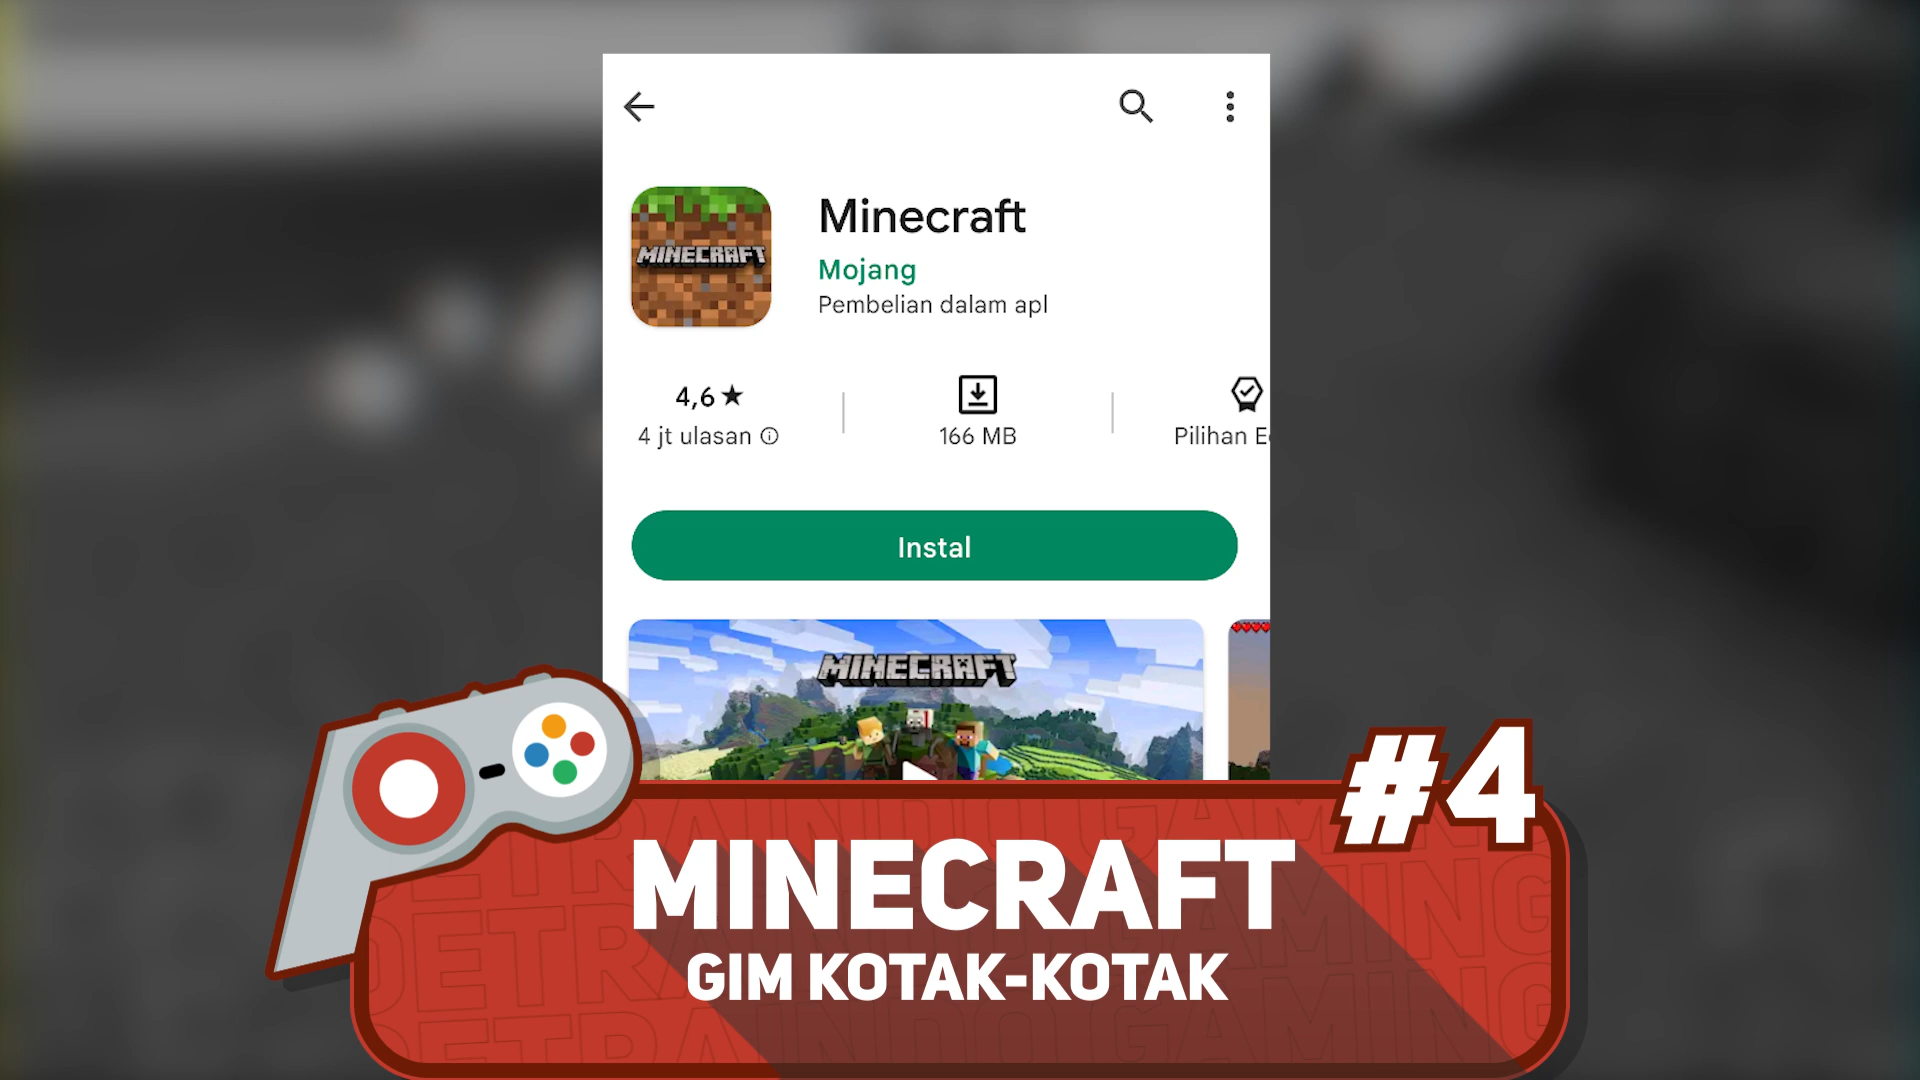 MINECRAFT
Minecraft
Mojang
Pembelian dalam apl
4,6 ★
4 jt ulasan
166 MB
Pilihan
Instal
MINECRAFT
#4
MINECRAFT
GIM KOTAK-KOTAK